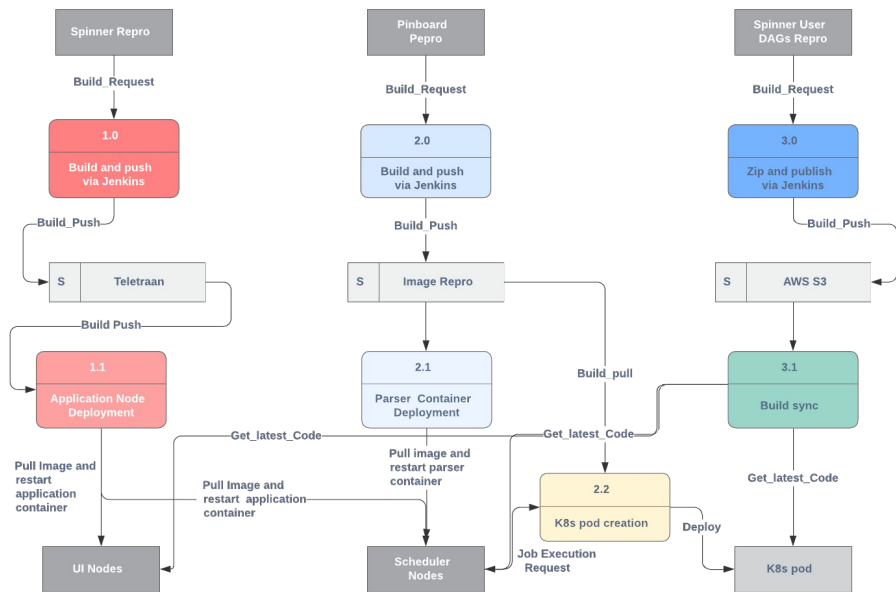 Spinner Repro
Pinboard
Pepro
Spinner User
DAGs Repro
Build_Request
Build_Request
Build_Request
1.0
Build and push
via Jenkins
2.0
Build and push
via Jenkins
3.0
Zip and publish
via Jenkins
Build_Push
Build_Push
Build_Push
S
Teletraan
S
Image Repro
S
AWS S3
Build Push
1.1
Application Node
Deployment
2.1
Parser Container
Deployment
Build_pull
3.1
Build sync
Get_latest_Code
Get_latest_Code
Pull Image and
restart
application
container
Pull Image and
restart application
container
Pull image and
restart parser
container
2.2
K8s pod creation
Get_latest_Code
Deploy
Job Execution
Request
UI Nodes
Scheduler
Nodes
K8s pod